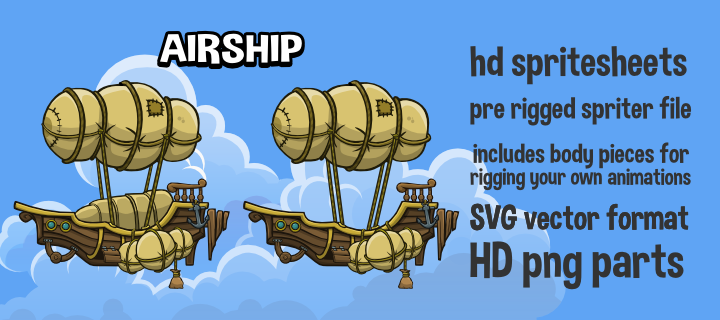 AIRSHIP
hd spritesheets
pre rigged spriter file
includes body pieces for
rigging your own animations
SVG vector format
HD png parts